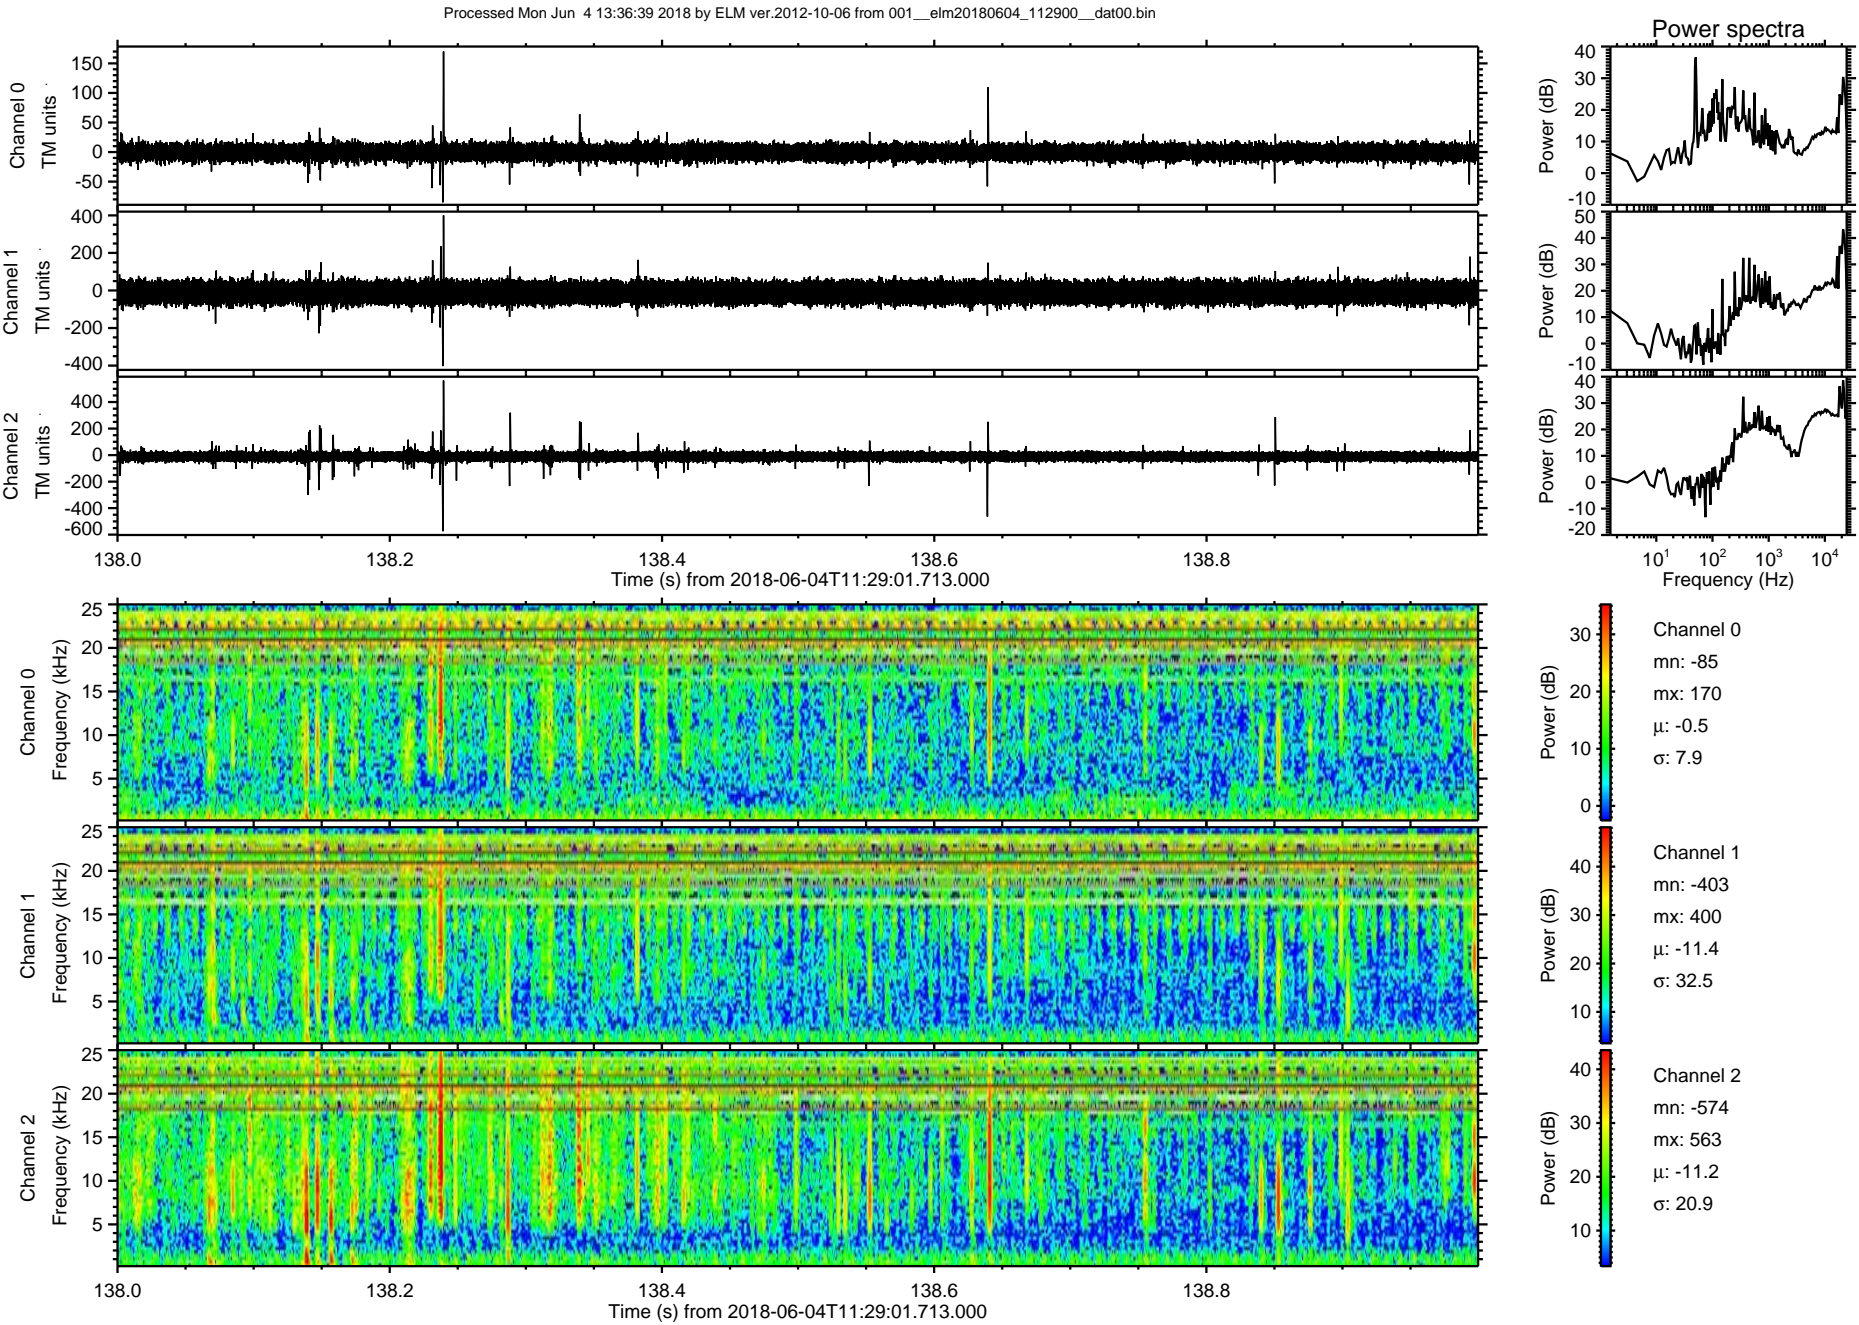 Processed Mon Jun  4 13:36:39 2018 by ELM ver.2012-10-06 from 001__elm20180604_112900__dat00.bin
Power spectra
Channel 0
TM units
150
100
50
0
-50
Power (dB)
40
30
20
10
0
-10
Channel 1
TM units
400
200
0
-200
-400
Power (dB)
50
40
30
20
10
0
-10
Channel 2
TM units
400
200
0
-200
-400
-600
Power (dB)
40
30
20
10
0
-10
-20
138.0 138.2 138.4 138.6 138.8
Time (s) from 2018-06-04T11:29:01.713.000
10^1 10^2 10^3 10^4
Frequency (Hz)
Channel 0
Frequency (kHz)
25
20
15
10
5
Power (dB)
30
20
10
0
Channel 0
mn: -85
mx: 170
μ: -0.5
σ: 7.9
Channel 1
Frequency (kHz)
25
20
15
10
5
Power (dB)
40
30
20
10
Channel 1
mn: -403
mx: 400
μ: -11.4
σ: 32.5
Channel 2
Frequency (kHz)
25
20
15
10
5
Power (dB)
40
30
20
10
Channel 2
mn: -574
mx: 563
μ: -11.2
σ: 20.9
138.0 138.2 138.4 138.6 138.8
Time (s) from 2018-06-04T11:29:01.713.000